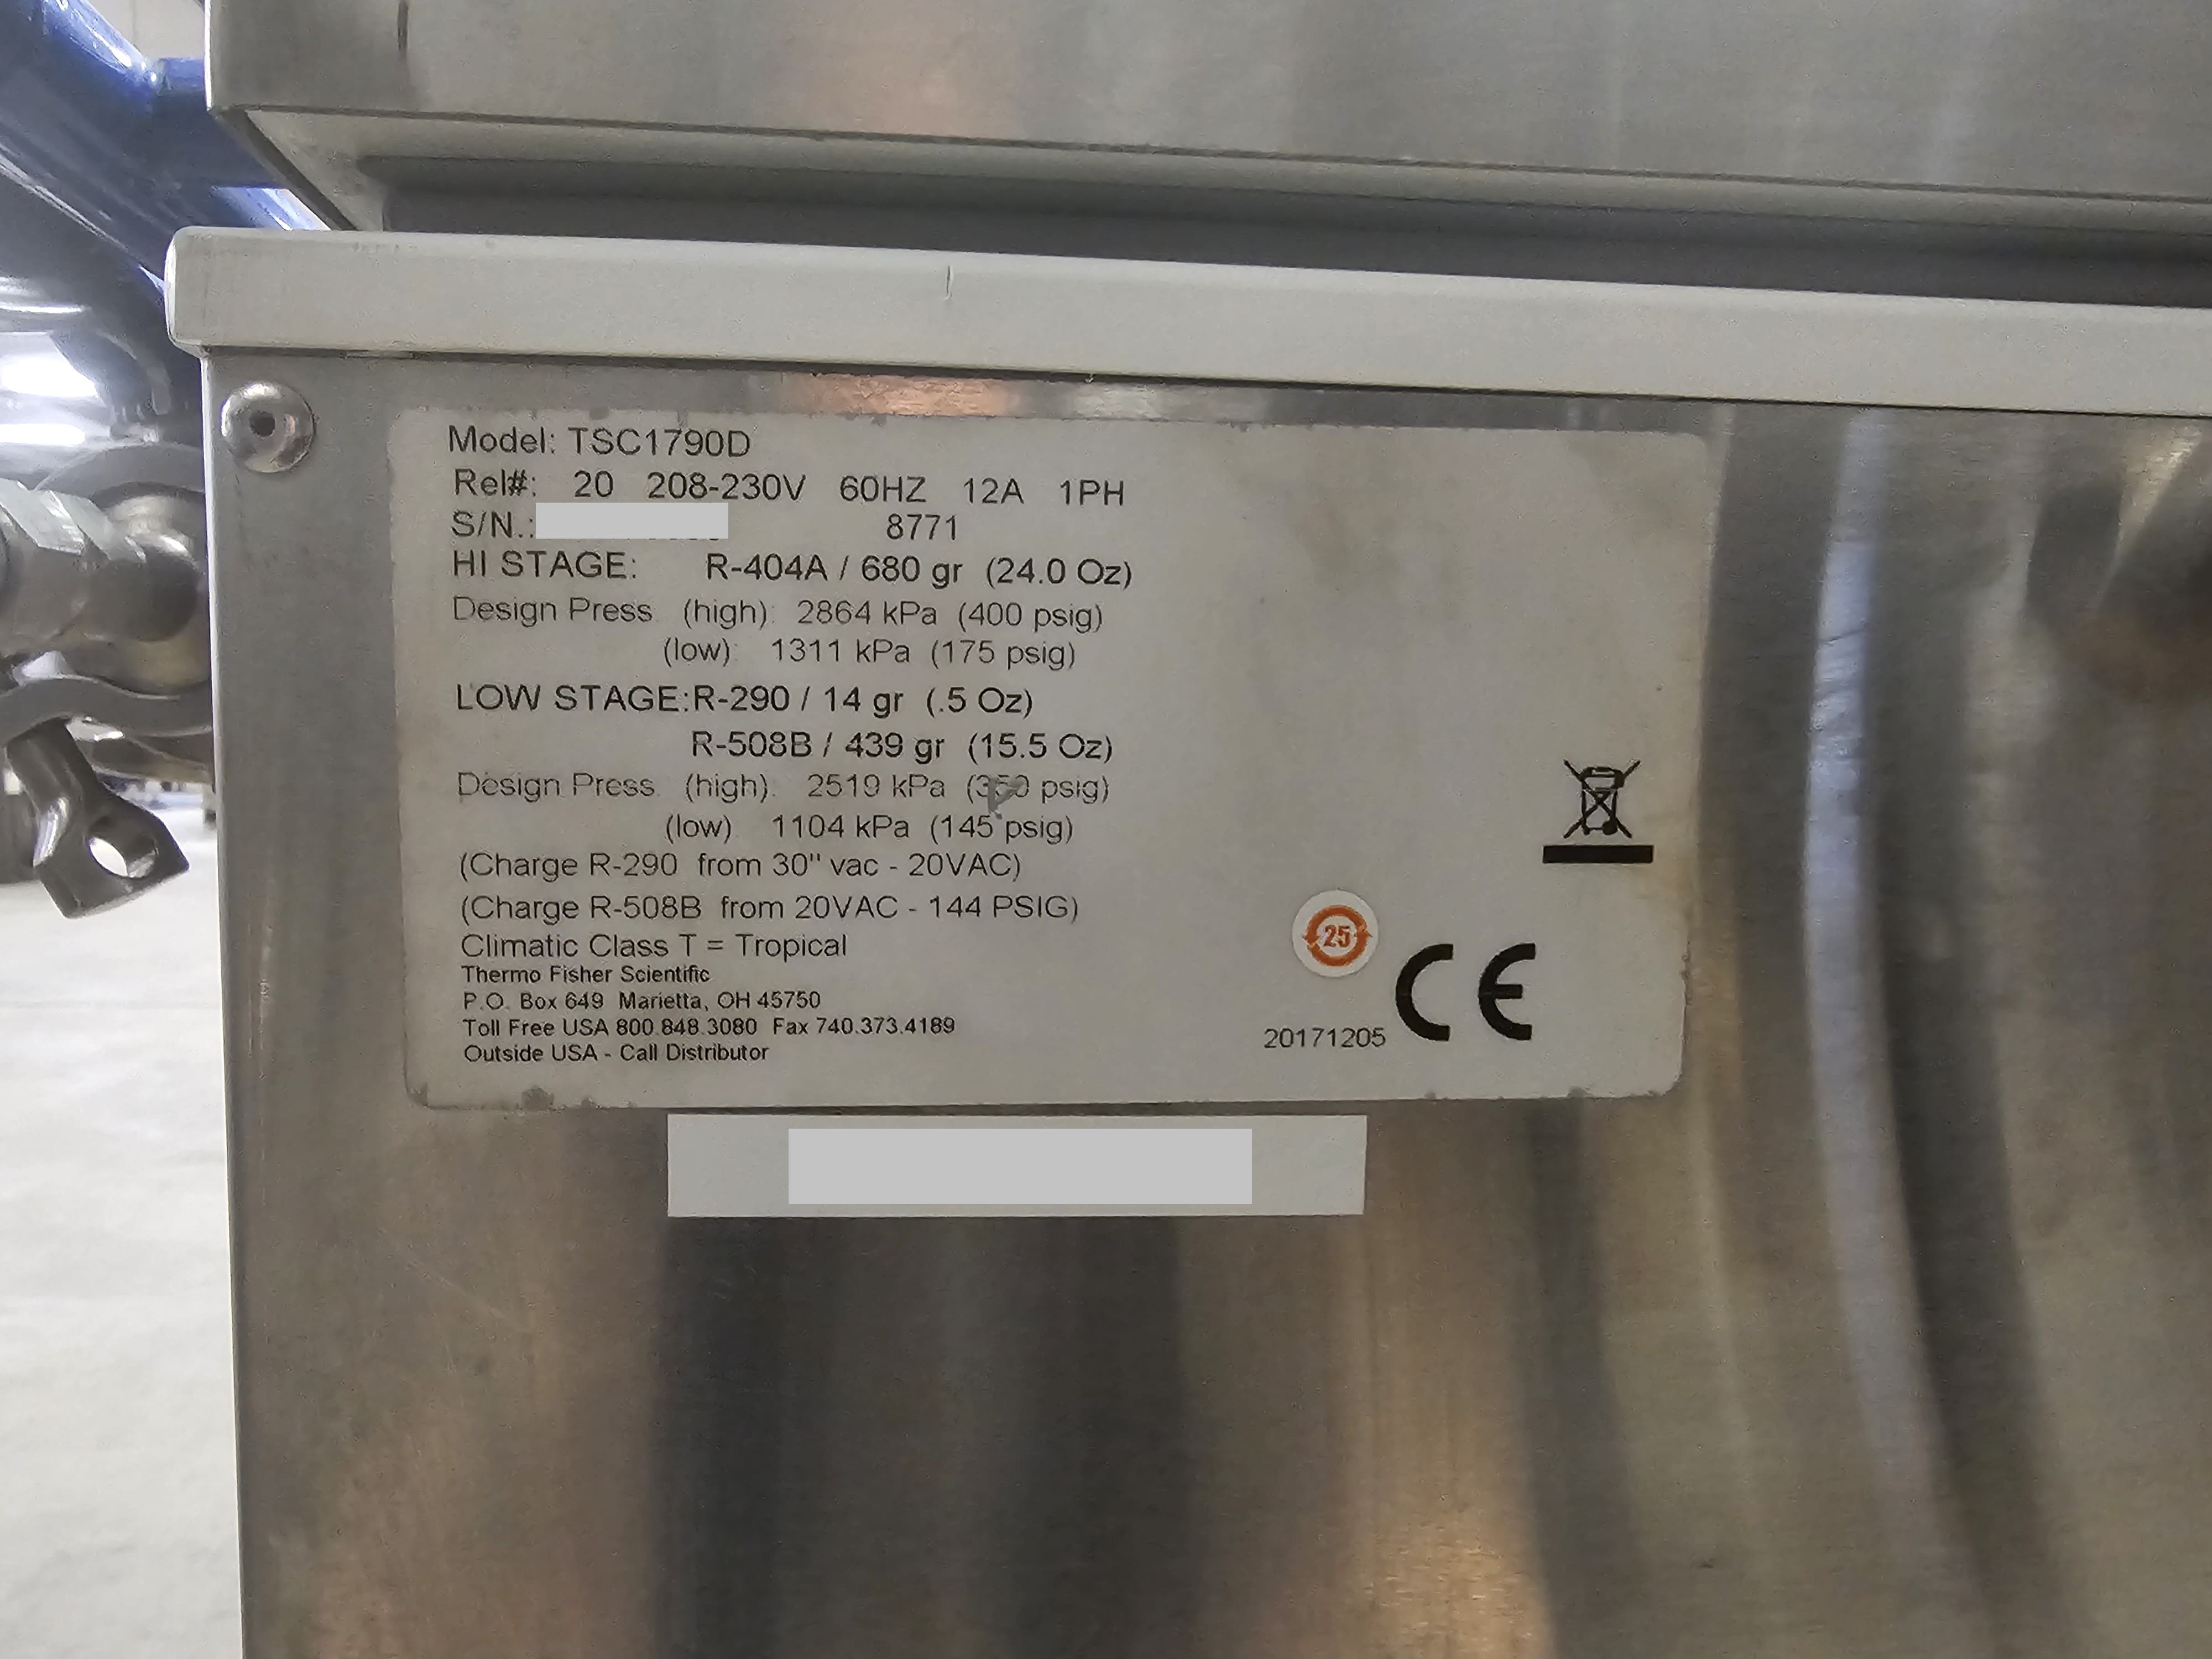 Model: TSC1790D
Rel#: 20 208-230V 60HZ 12A 1PH
S/N.: 8771
HI STAGE: R-404A / 680 gr (24.0 Oz)
Design Press (high): 2864 kPa (400 psig)
(low): 1311 kPa (175 psig)
LOW STAGE:R-290 / 14 gr (.5 Oz)
R-508B / 439 gr (15.5 Oz)
Design Press. (high): 2519 kPa (350 psig)
(low) 1104 kPa (145 psig)
(Charge R-290 from 30" vac - 20VAC)
(Charge R-508B from 20VAC - 144 PSIG)
Climatic Class T = Tropical
Thermo Fisher Scientific
P.O. Box 649 Marietta, OH 45750
Toll Free USA 800.848.3080 Fax 740.373.4189
Outside USA - Call Distributor
25
20171205 CE